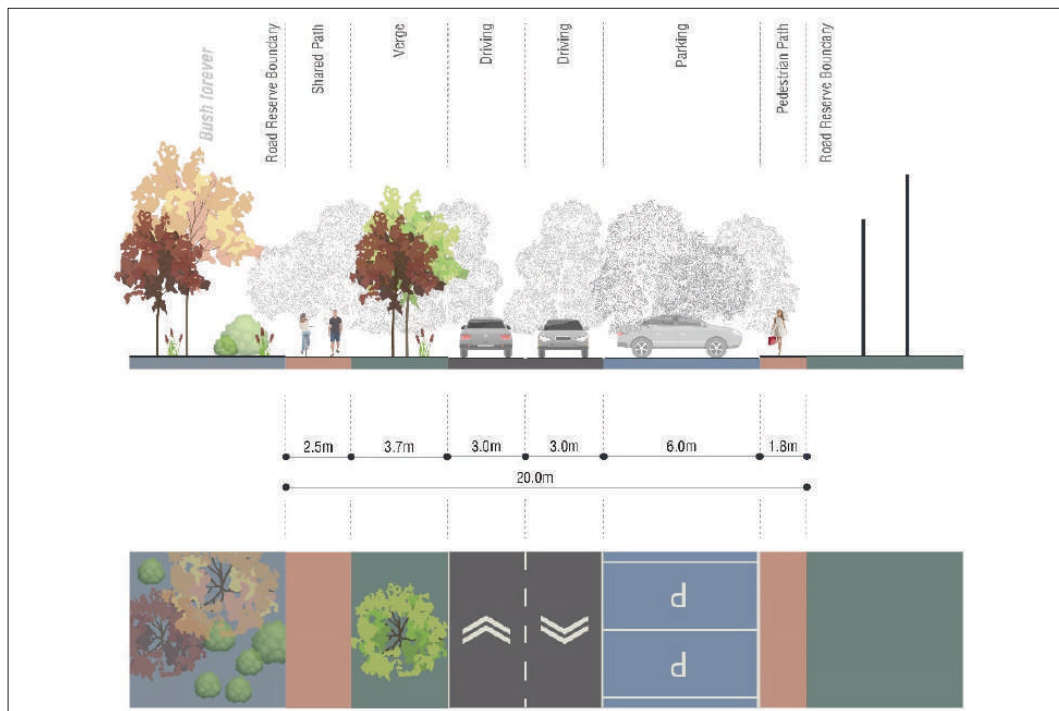 Bush forever
Road Reserve Boundary
Shared Path
Verge
Driving
Driving
Parking
Pedestrian Path
Road Reserve Boundary
2.5m
3.7m
3.0m
3.0m
6.0m
1.8m
20.0m
P
P